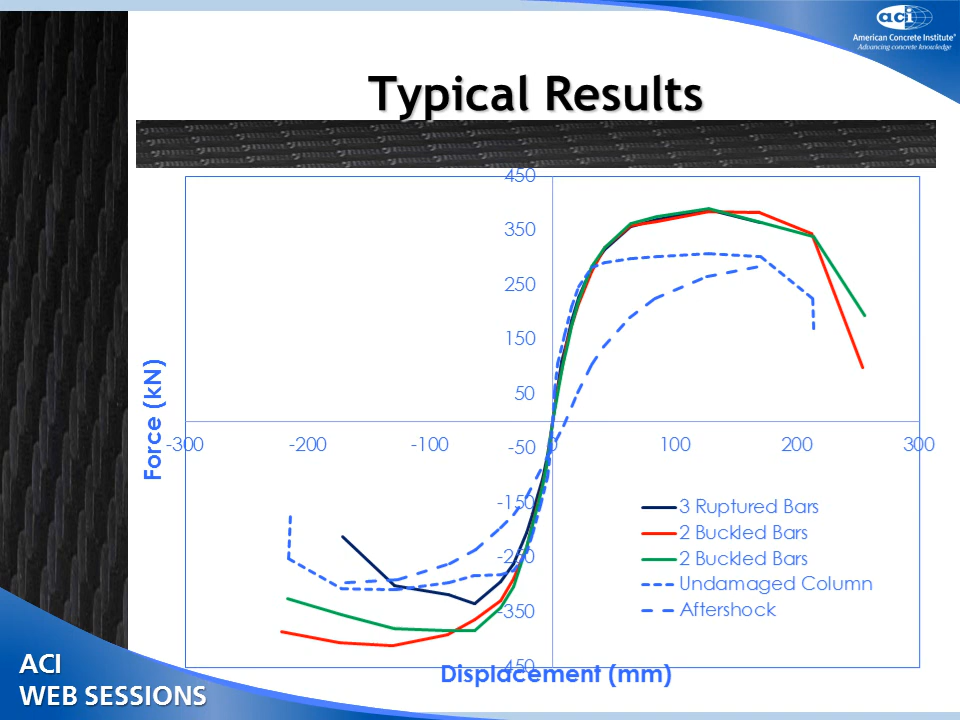 aci
American Concrete Institute®
Advancing concrete knowledge
Typical Results
450
350
250
150
50
-50
-150
-250
-350
-450
-300
-200
-100
0
100
200
300
Force (kN)
Displacement (mm)
3 Ruptured Bars
2 Buckled Bars
2 Buckled Bars
Undamaged Column
Aftershock
ACI
WEB SESSIONS